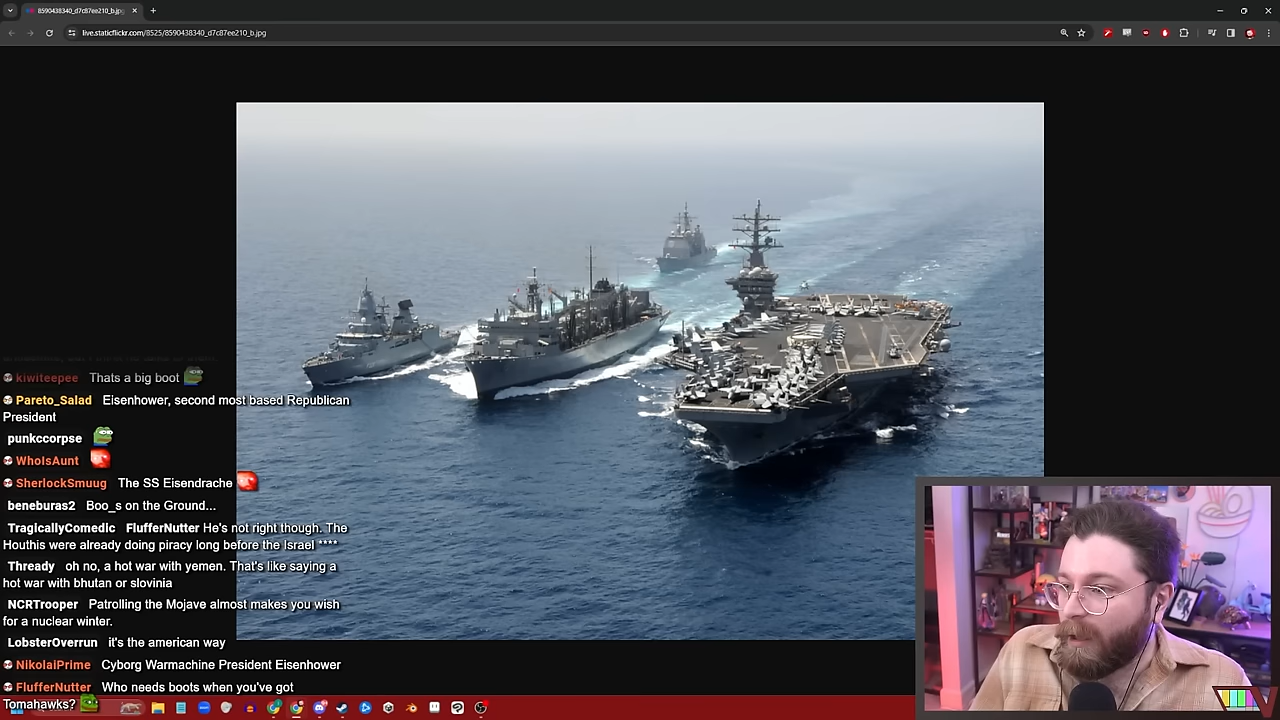 8590438340_d7c87ee210_b.jpg
live.staticflickr.com/8525/8590438340_d7c87ee210_b.jpg
kiwiteepee Thats a big boot
Pareto_Salad Eisenhower, second most based Republican
President
punkccorpse
WhoIsAunt
SherlockSmuug The SS Eisendrache
beneburas2 Boo_s on the Ground...
TragicallyComedic FlufferNutter He's not right though. The
Houthis were already doing piracy long before the Israel ****
Thready oh no, a hot war with yemen. That's like saying a
hot war with bhutan or slovinia
NCRTrooper Patrolling the Mojave almost makes you wish
for a nuclear winter.
LobsterOverrun it's the american way
NikolaiPrime Cyborg Warmachine President Eisenhower
FlufferNutter Who needs boots when you've got
Tomahawks?